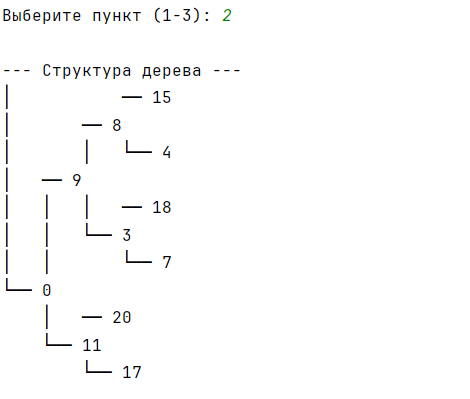 Выберите пункт (1-3): 2
--- Структура дерева ---
│           ── 15
│       ── 8
│       │   └── 4
│   ── 9
│   │   │   ── 18
│   │   └── 3
│   │       └── 7
└── 0
    │   ── 20
    └── 11
        └── 17